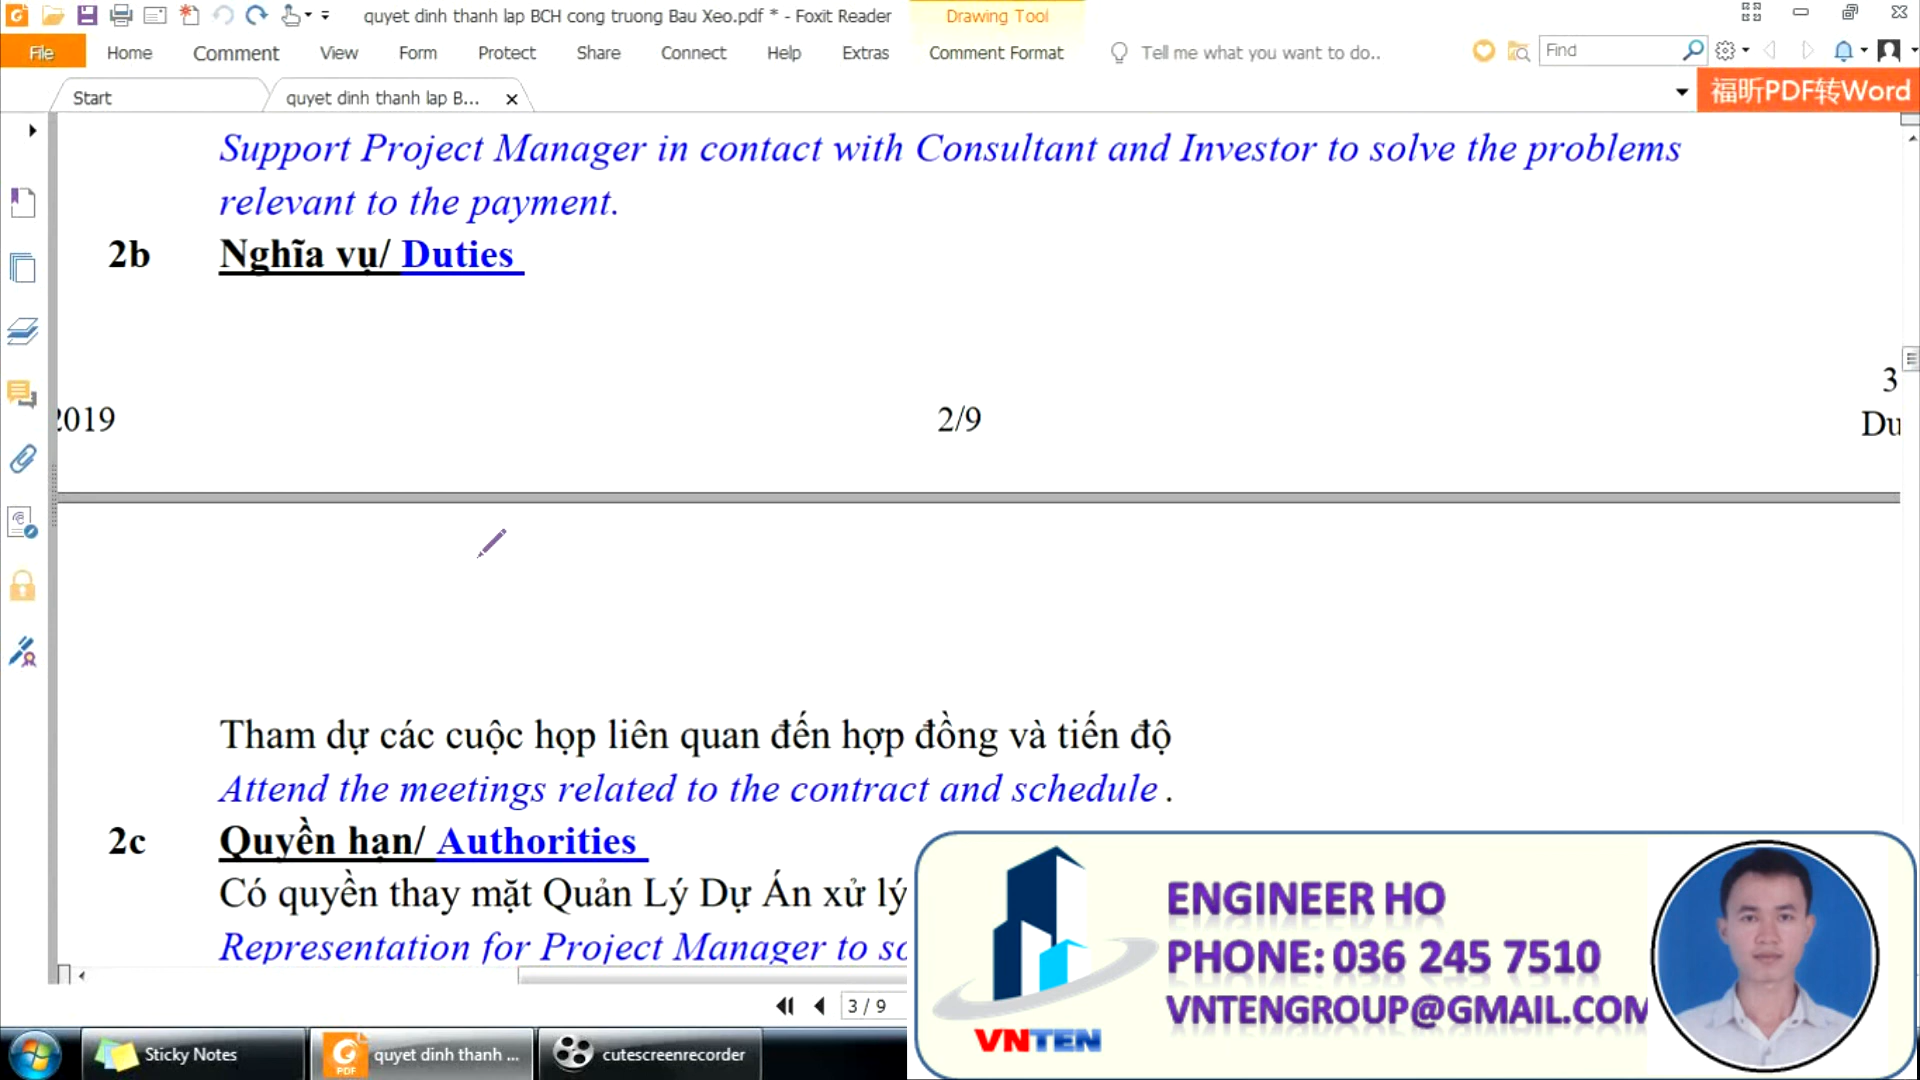 quyet dinh thanh lap BCH cong truong Bau Xeo.pdf * - Foxit Reader
Drawing Tool
File
Home
Comment
View
Form
Protect
Share
Connect
Help
Extras
Comment Format
Tell me what you want to do..
Find
Start
quyet dinh thanh lap B...
福昕PDF转Word
Support Project Manager in contact with Consultant and Investor to solve the problems
relevant to the payment.
2b Nghĩa vụ/ Duties
3
2019 2/9 Du
Tham dự các cuộc họp liên quan đến hợp đồng và tiến độ
Attend the meetings related to the contract and schedule.
2c Quyền hạn/ Authorities
Có quyền thay mặt Quản Lý Dự Án xử lý
Representation for Project Manager to so
3 / 9
VNTEN
ENGINEER HO
PHONE: 036 245 7510
VNTENGROUP@GMAIL.COM
Sticky Notes
PDF
quyet dinh thanh ...
cutescreenrecorder